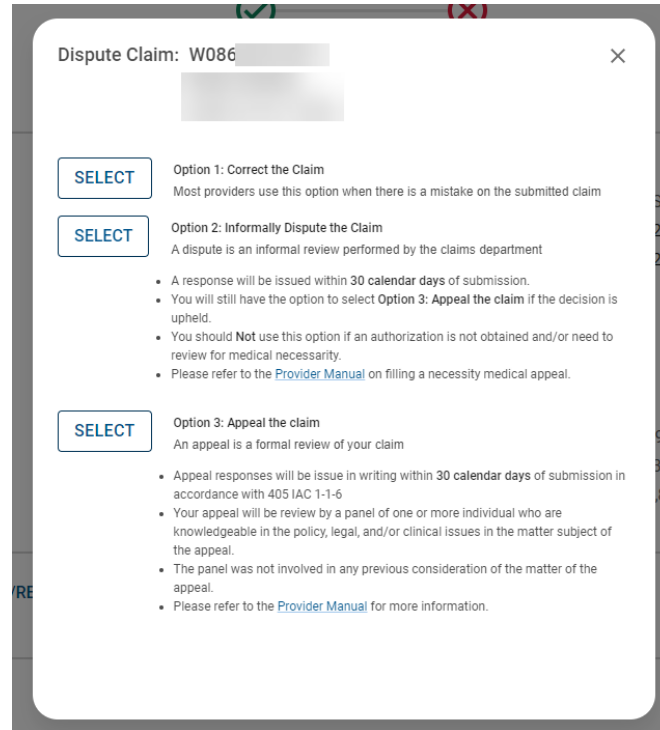 Dispute Claim: W086
SELECT
Option 1: Correct the Claim
Most providers use this option when there is a mistake on the submitted claim
SELECT
Option 2: Informally Dispute the Claim
A dispute is an informal review performed by the claims department
• A response will be issued within 30 calendar days of submission.
• You will still have the option to select Option 3: Appeal the claim if the decision is
upheld.
• You should Not use this option if an authorization is not obtained and/or need to
review for medical necessarity.
• Please refer to the Provider Manual on filling a necessity medical appeal.
SELECT
Option 3: Appeal the claim
An appeal is a formal review of your claim
• Appeal responses will be issue in writing within 30 calendar days of submission in
accordance with 405 IAC 1-1-6
• Your appeal will be review by a panel of one or more individual who are
knowledgeable in the policy, legal, and/or clinical issues in the matter subject of
the appeal.
• The panel was not involved in any previous consideration of the matter of the
appeal.
• Please refer to the Provider Manual for more information.